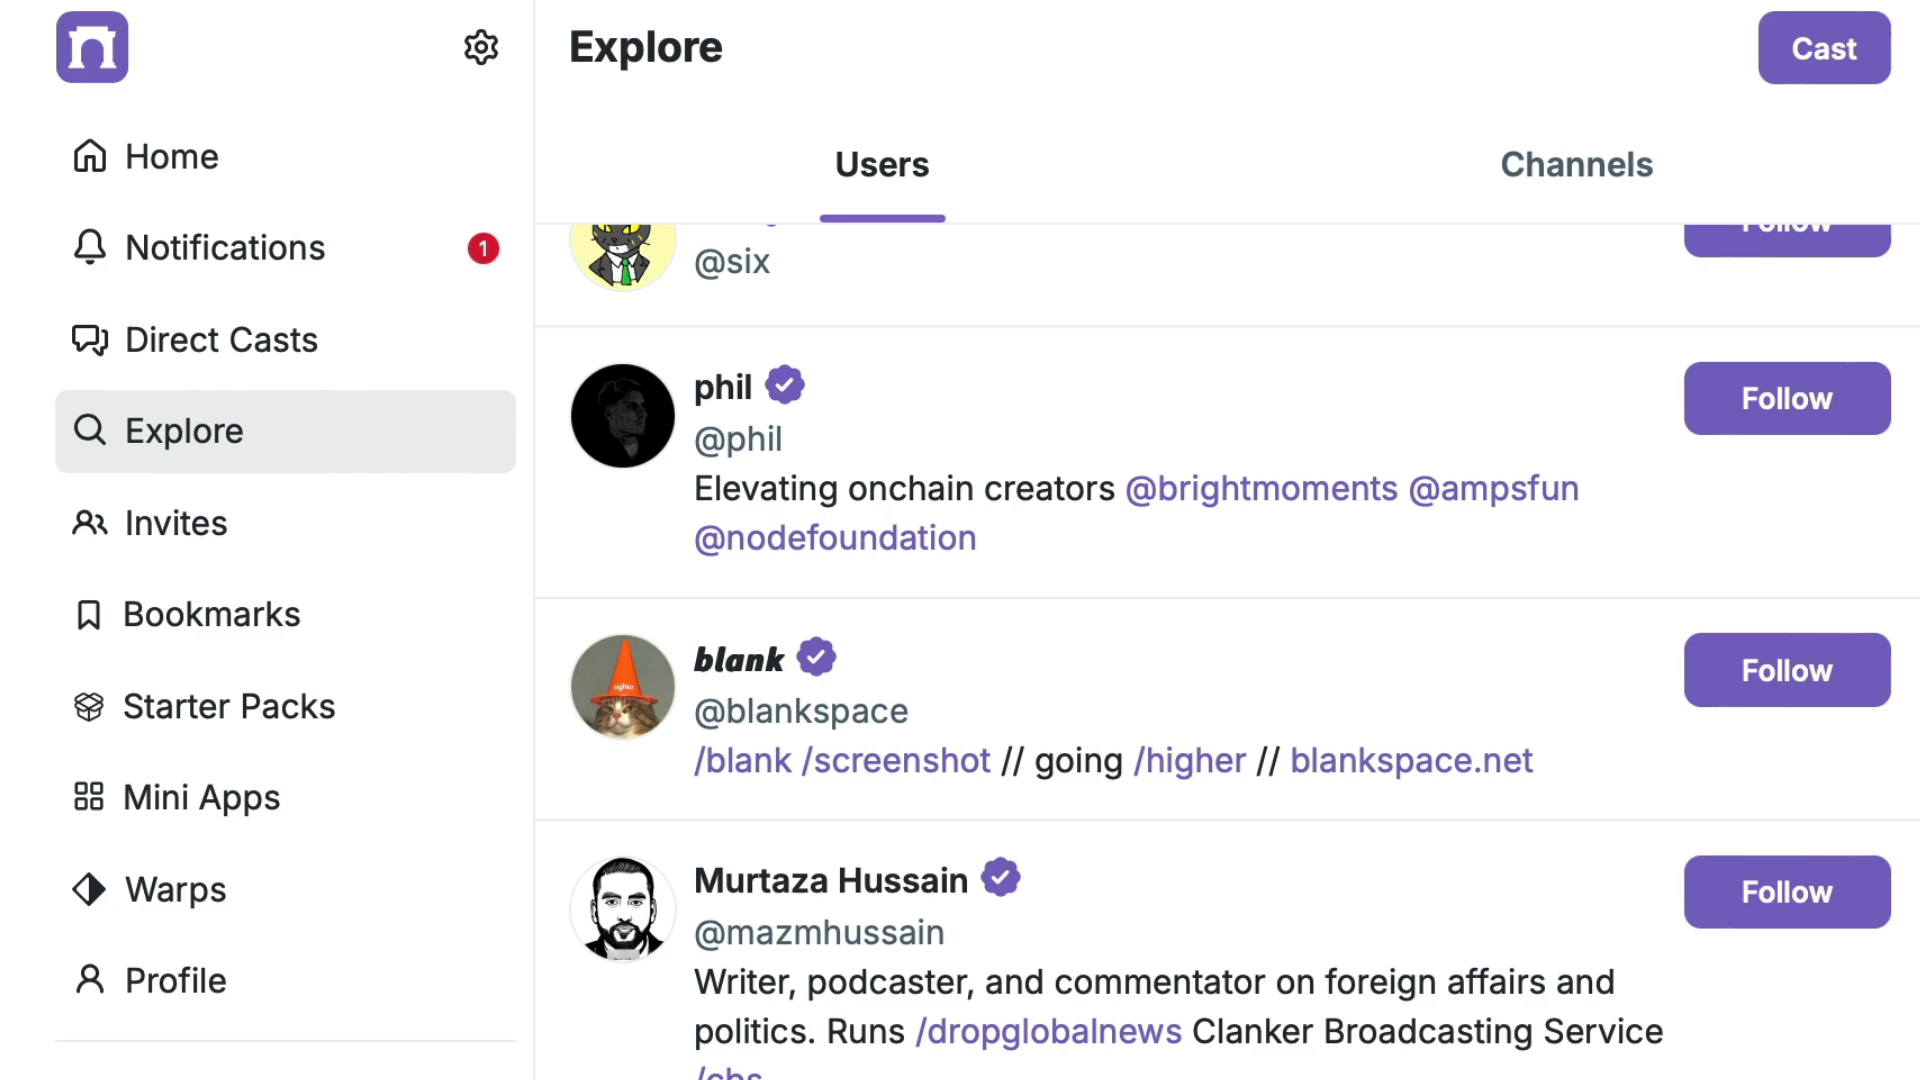 Explore
Cast
Home
Notifications
1
Direct Casts
Explore
Invites
Bookmarks
Starter Packs
Mini Apps
Warps
Profile
Users
Channels
@six
Follow
phil
@phil
Follow
Elevating onchain creators @brightmoments @ampsfun
@nodefoundation
blank
@blankspace
Follow
/blank /screenshot // going /higher // blankspace.net
higher
Murtaza Hussain
@mazmhussain
Follow
Writer, podcaster, and commentator on foreign affairs and
politics. Runs /dropglobalnews Clanker Broadcasting Service
/cbs